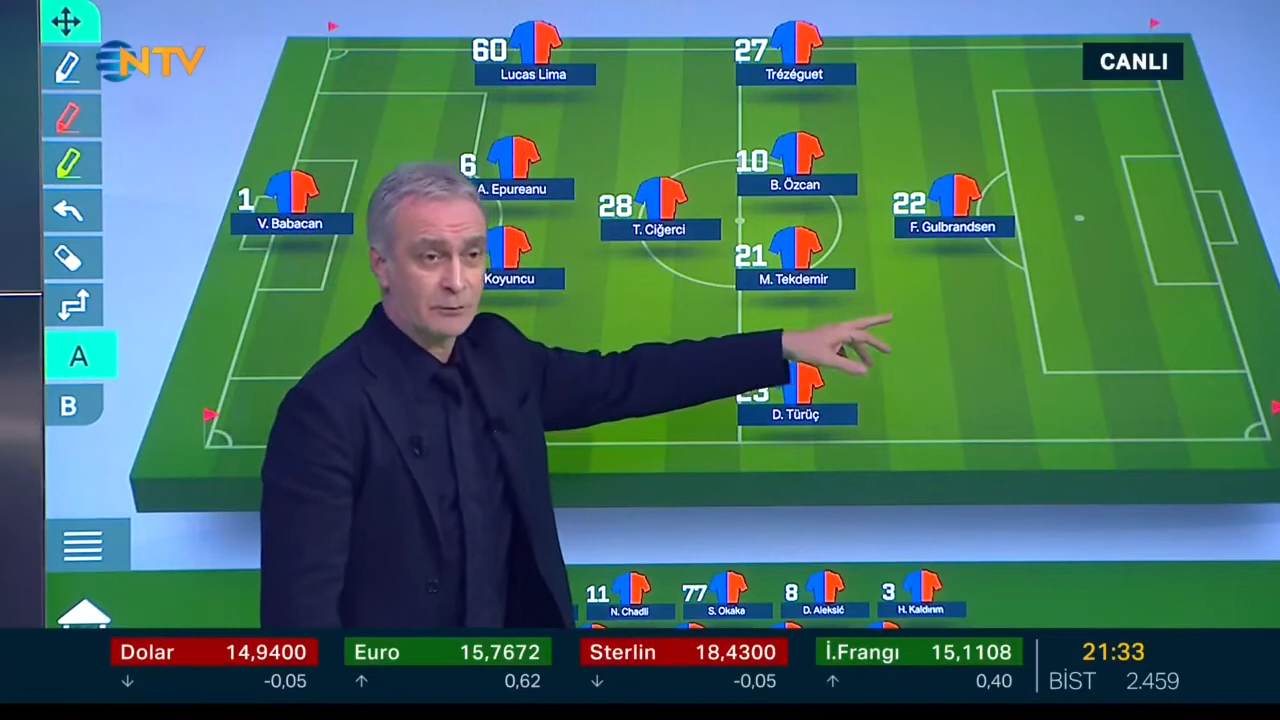 NTV
CANLI
60
Lucas Lima
27
Trézéguet
6
A. Epureanu
10
B. Özcan
1
V. Babacan
28
T. Ciğerci
22
F. Gulbrandsen
Koyuncu
21
M. Tekdemir
A
B
23
D. Türüç
11
N. Chadli
77
S. Okaka
8
D. Aleksić
3
H. Kaldırım
Dolar 14,9400
-0,05
Euro 15,7672
0,62
Sterlin 18,4300
-0,05
İ.Frangı 15,1108
0,40
21:33
BİST 2.459